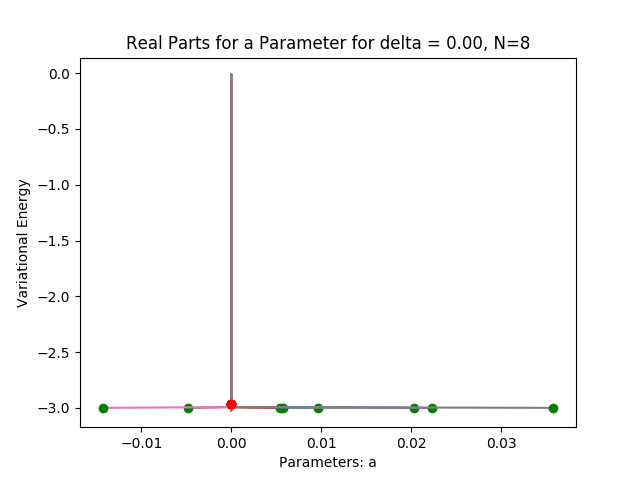 Real Parts for a Parameter for delta = 0.00, N=8
0.0
−0.5
−1.0
−1.5
−2.0
−2.5
−3.0
Variational Energy
−0.01 0.00 0.01 0.02 0.03
Parameters: a